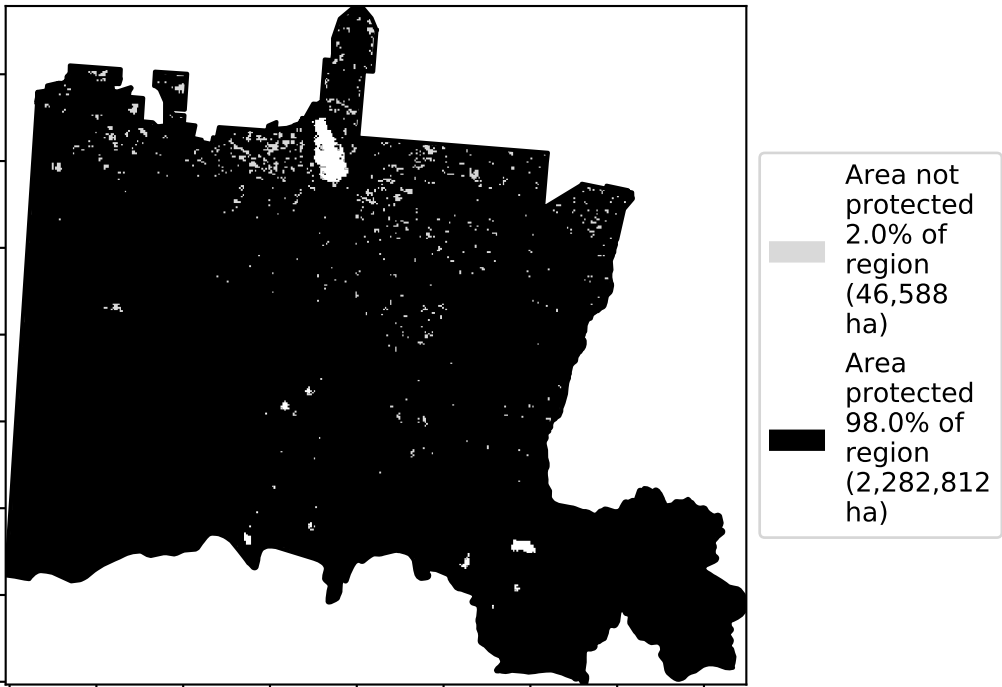 Area not
protected
2.0% of
region
(46,588
ha)
Area
protected
98.0% of
region
(2,282,812
ha)